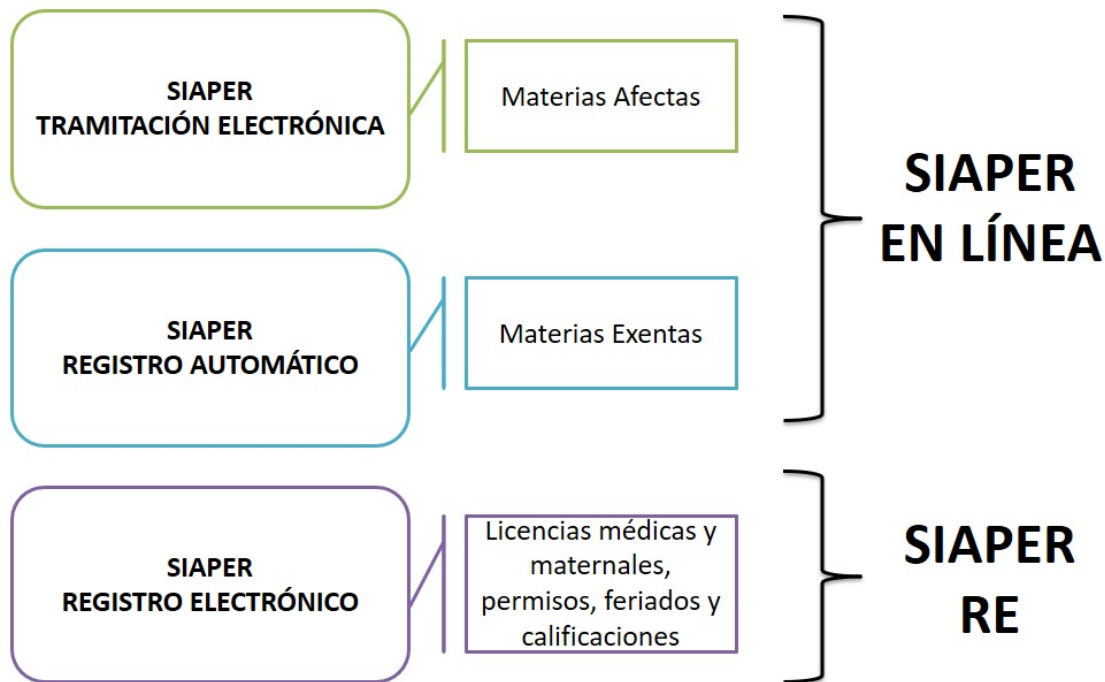 SIAPER
TRAMITACIÓN ELECTRÓNICA
Materias Afectas
SIAPER
EN LÍNEA
SIAPER
REGISTRO AUTOMÁTICO
Materias Exentas
SIAPER
REGISTRO ELECTRÓNICO
Licencias médicas y
maternales,
permisos, feriados y
calificaciones
SIAPER
RE